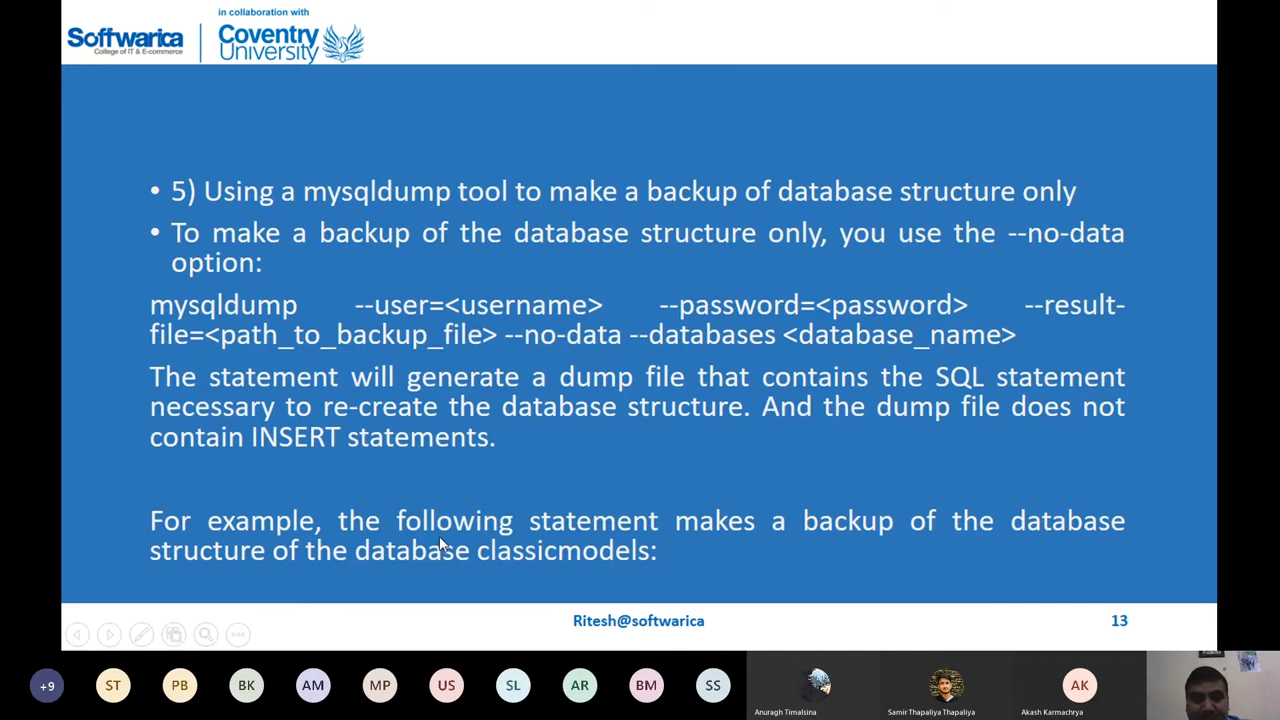 in collaboration with
Softwarica
College of IT & E-commerce
Coventry
University
• 5) Using a mysqldump tool to make a backup of database structure only
• To make a backup of the database structure only, you use the --no-data
option:
mysqldump --user=<username> --password=<password> --result-
file=<path_to_backup_file> --no-data --databases <database_name>
The statement will generate a dump file that contains the SQL statement
necessary to re-create the database structure. And the dump file does not
contain INSERT statements.
For example, the following statement makes a backup of the database
structure of the database classicmodels:
Ritesh@softwarica
13
+9 ST PB BK AM MP US SL AR BM SS AK
Anuragh Timalsina Samir Thapaliya Thapaliya Akash Karmachrya